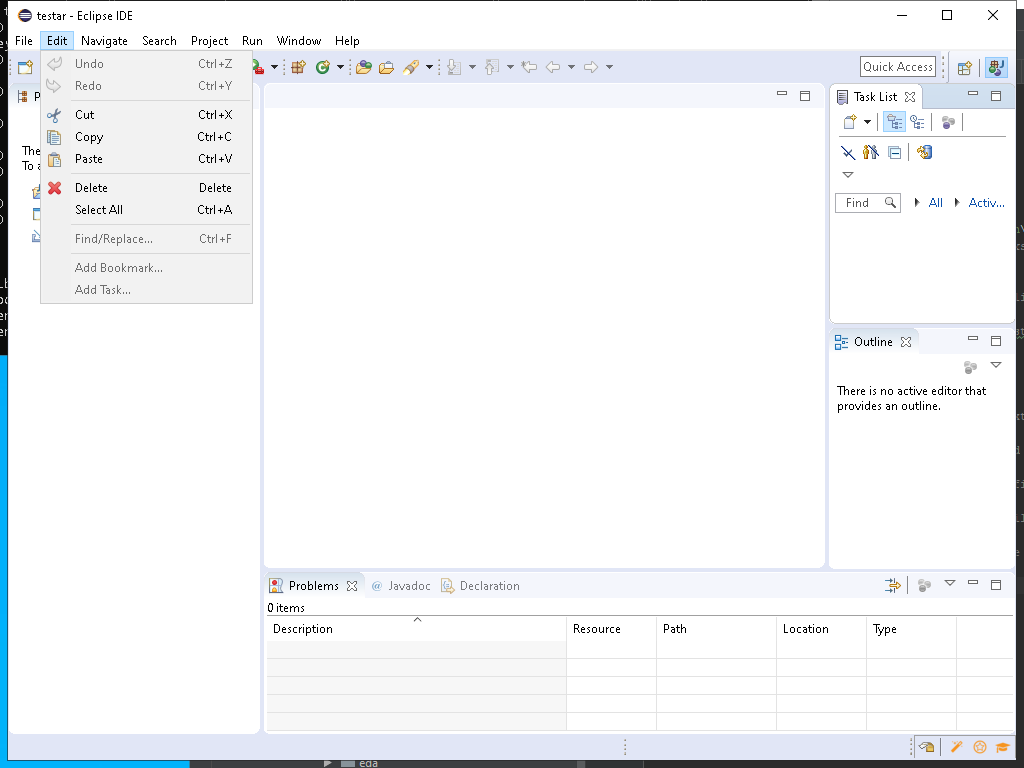 testar - Eclipse IDE
File Edit Navigate Search Project Run Window Help
Undo Ctrl+Z
Redo Ctrl+Y
Cut Ctrl+X
Copy Ctrl+C
Paste Ctrl+V
Delete Delete
Select All Ctrl+A
Find/Replace... Ctrl+F
Add Bookmark...
Add Task...
Quick Access
Task List
Find
All
Activ...
Outline
There is no active editor that
provides an outline.
Problems @ Javadoc Declaration
0 items
Description Resource Path Location Type
eda